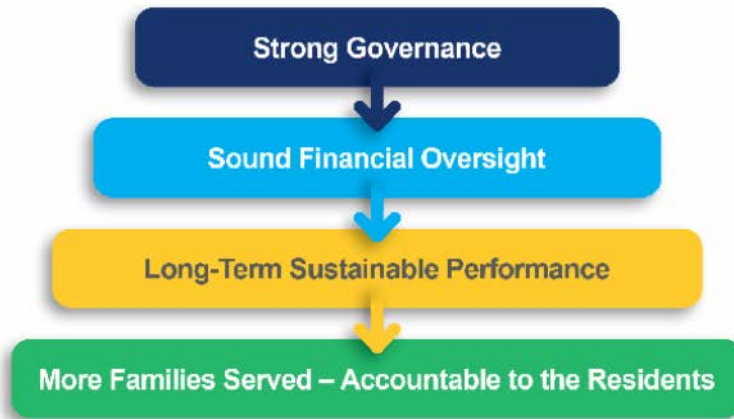 Strong Governance
Sound Financial Oversight
Long-Term Sustainable Performance
More Families Served – Accountable to the Residents